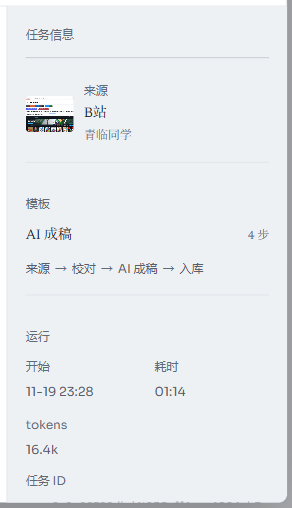 任务信息
来源
B站
青临同学
模板
AI 成稿
4 步
来源 → 校对 → AI 成稿 → 入库
运行
开始
耗时
11-19 23:28
01:14
tokens
16.4k
任务 ID